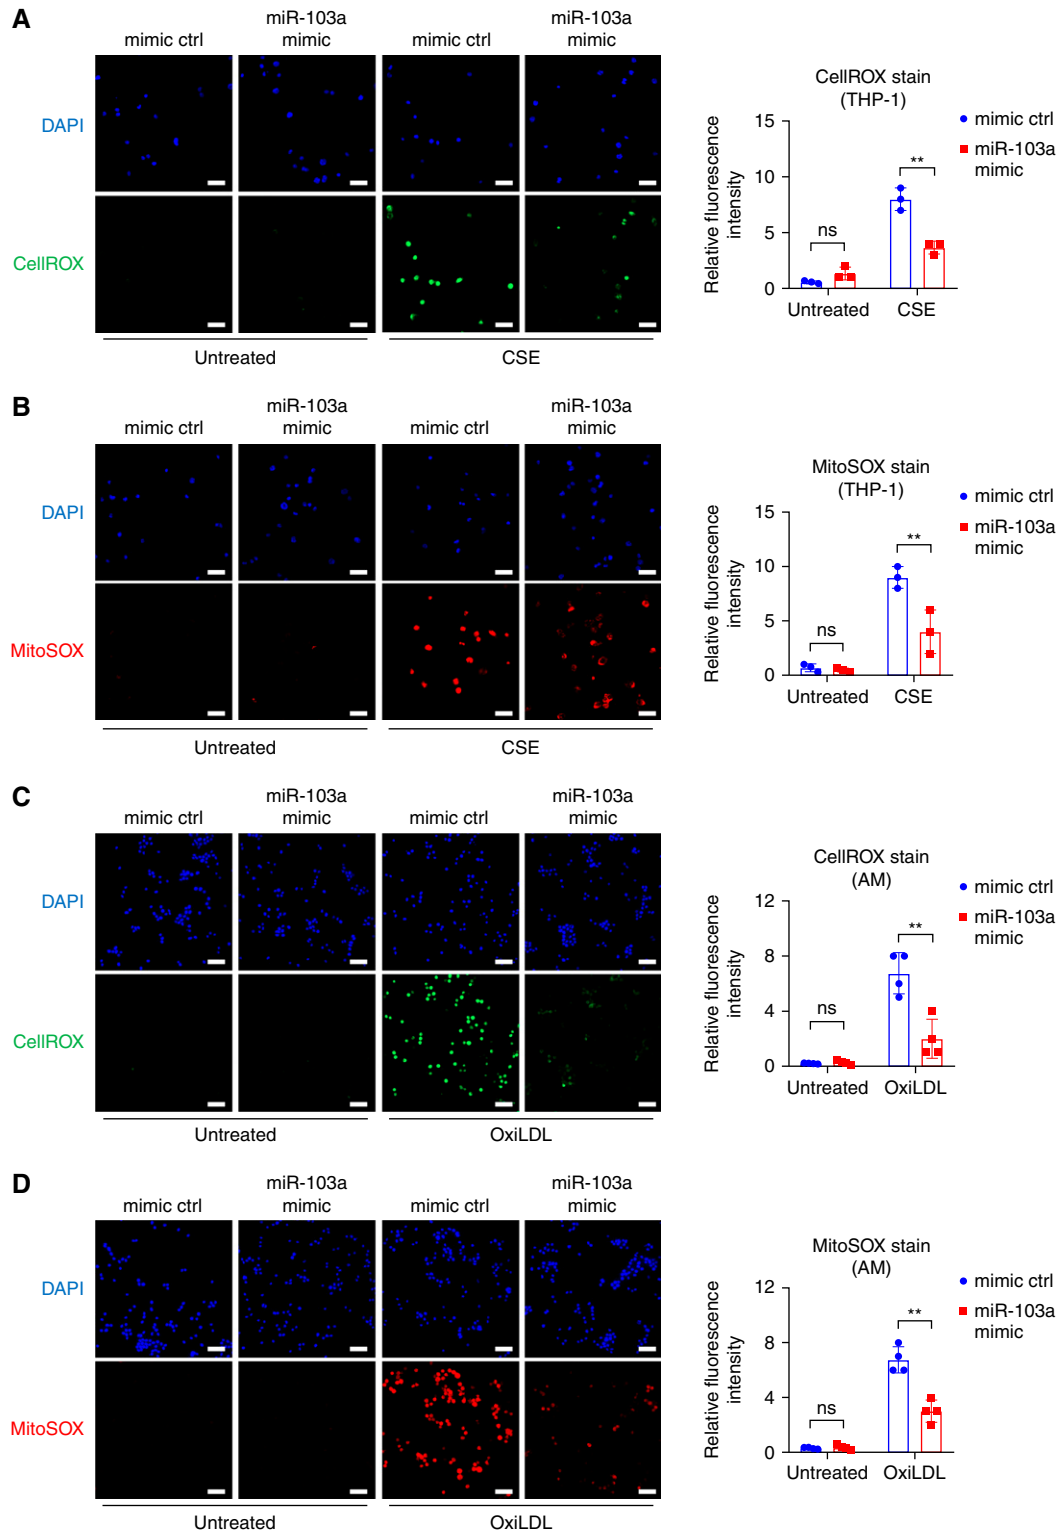 A
mimic ctrl
miR-103a
mimic
mimic ctrl
miR-103a
mimic
DAPI
CellROX
Untreated
CSE
CellROX stain
(THP-1)
Relative fluorescence
intensity
15
10
5
0
ns
**
Untreated
CSE
mimic ctrl
miR-103a
mimic
B
mimic ctrl
miR-103a
mimic
mimic ctrl
miR-103a
mimic
DAPI
MitoSOX
Untreated
CSE
MitoSOX stain
(THP-1)
Relative fluorescence
intensity
15
10
5
0
ns
**
Untreated
CSE
mimic ctrl
miR-103a
mimic
C
mimic ctrl
miR-103a
mimic
mimic ctrl
miR-103a
mimic
DAPI
CellROX
Untreated
OxiLDL
CellROX stain
(AM)
Relative fluorescence
intensity
12
8
4
0
ns
**
Untreated
OxiLDL
mimic ctrl
miR-103a
mimic
D
mimic ctrl
miR-103a
mimic
mimic ctrl
miR-103a
mimic
DAPI
MitoSOX
Untreated
OxiLDL
MitoSOX stain
(AM)
Relative fluorescence
intensity
12
8
4
0
ns
**
Untreated
OxiLDL
mimic ctrl
miR-103a
mimic